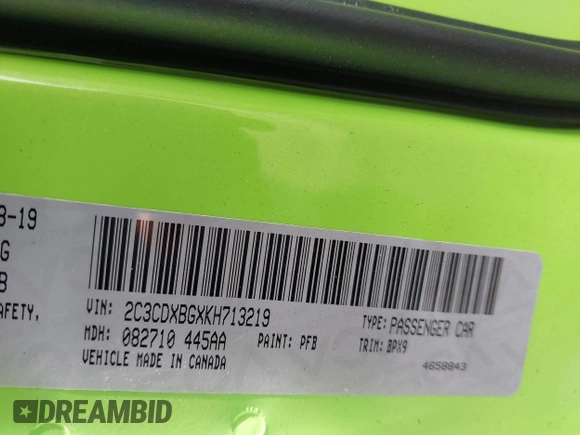 3-19
G
B
AFETY,
VIN: 2C3CDXBGXKH713219
TYPE: PASSENGER CAR
MDH: 082710 445AA PAINT: PFB
TRIM: BPX9
VEHICLE MADE IN CANADA
4658843
DREAMBID